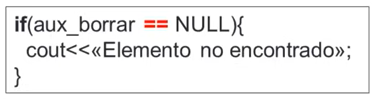 if(aux_borrar == NULL){
cout<<«Elemento no encontrado»;
}